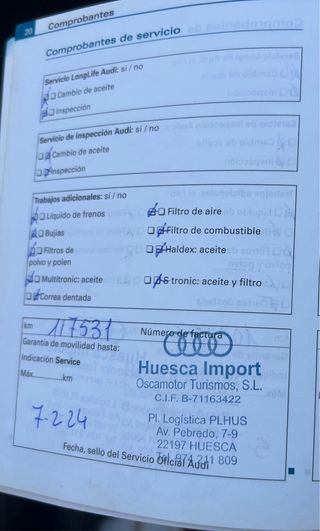 20 Comprobantes
Comprobantes de servicio
Servicio LongLife Audi: sí / no
Cambio de aceite
Inspección
Servicio de inspección Audi: sí / no
Cambio de aceite
Inspección
Trabajos adicionales: sí / no
Líquido de frenos
Filtro de aire
Bujías
Filtro de combustible
Filtros de
polvo y polen
Haldex: aceite
Multitronic: aceite
S tronic: aceite y filtro
Correa dentada
km 117531
Número de factura
Garantía de movilidad hasta:
Indicación Service
Máx. km
Huesca Import
Oscamotor Turismos, S.L.
C.I.F. B-71163422
7-2-24
Pl. Logística PLHUS
Av. Pebredo, 7-9
22197 HUESCA
Tel. 974 211 809
Fecha, sello del Servicio Oficial Audi